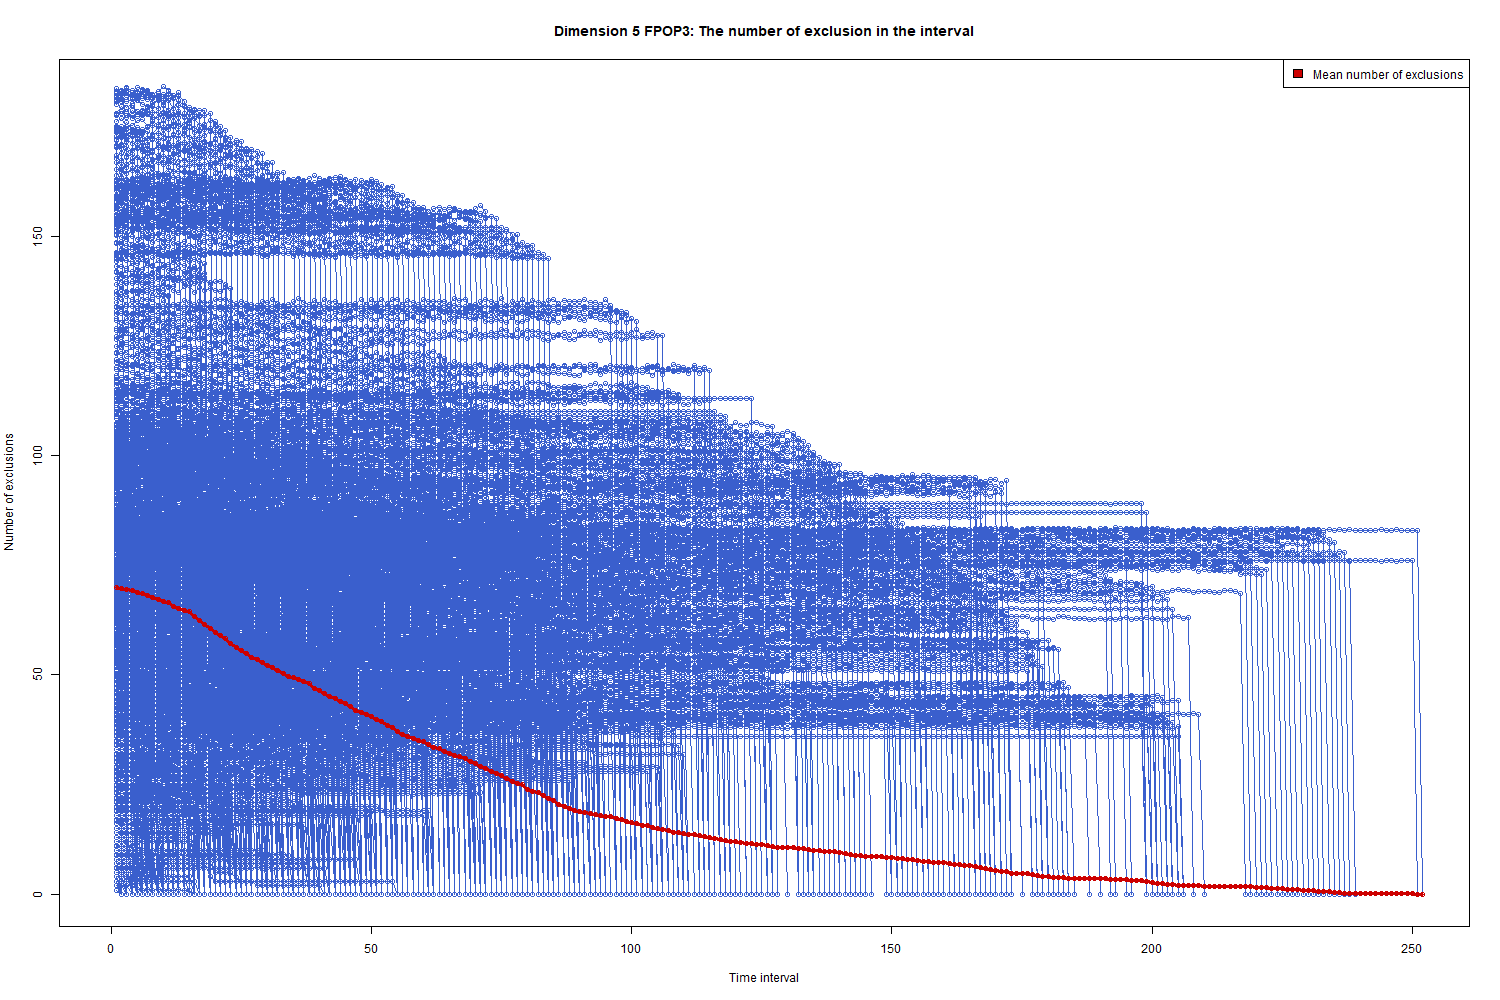 Dimension 5 FPOP3: The number of exclusion in the interval
Mean number of exclusions
Number of exclusions
150
100
50
0
0 50 100 150 200 250
Time interval